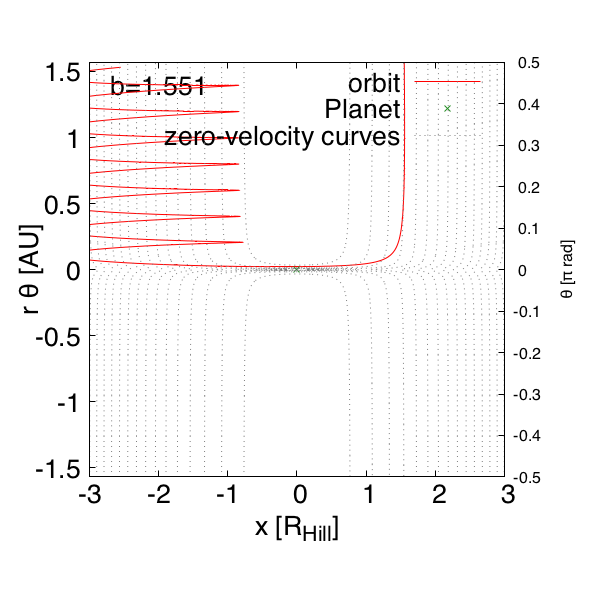 b=1.551
orbit
Planet
zero-velocity curves
1.5
1
0.5
0
-0.5
-1
-1.5
r θ [AU]
0.5
0.4
0.3
0.2
0.1
0
-0.1
-0.2
-0.3
-0.4
-0.5
θ [π rad]
-3 -2 -1 0 1 2 3
x [RHill]